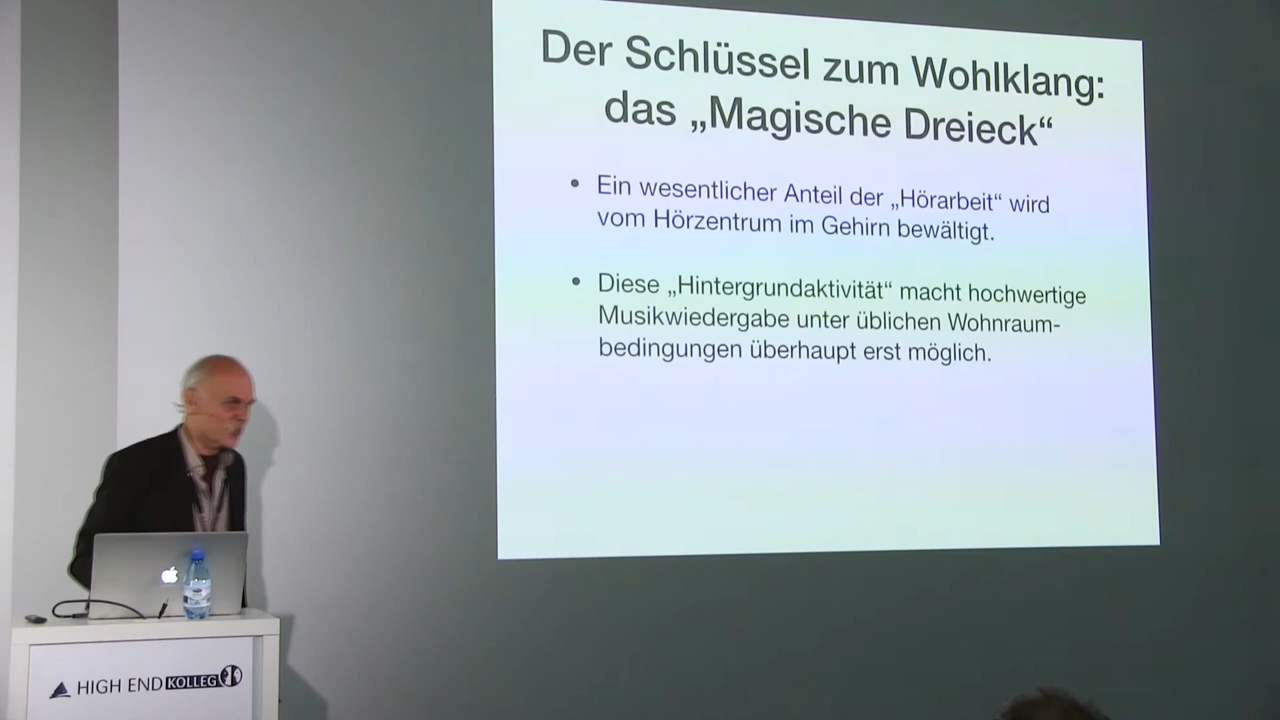 Der Schlüssel zum Wohlklang:
das „Magische Dreieck“
• Ein wesentlicher Anteil der „Hörarbeit“ wird
vom Hörzentrum im Gehirn bewältigt.
• Diese „Hintergrundaktivität“ macht hochwertige
Musikwiedergabe unter üblichen Wohnraum-
bedingungen überhaupt erst möglich.
HIGH END KOLLEG